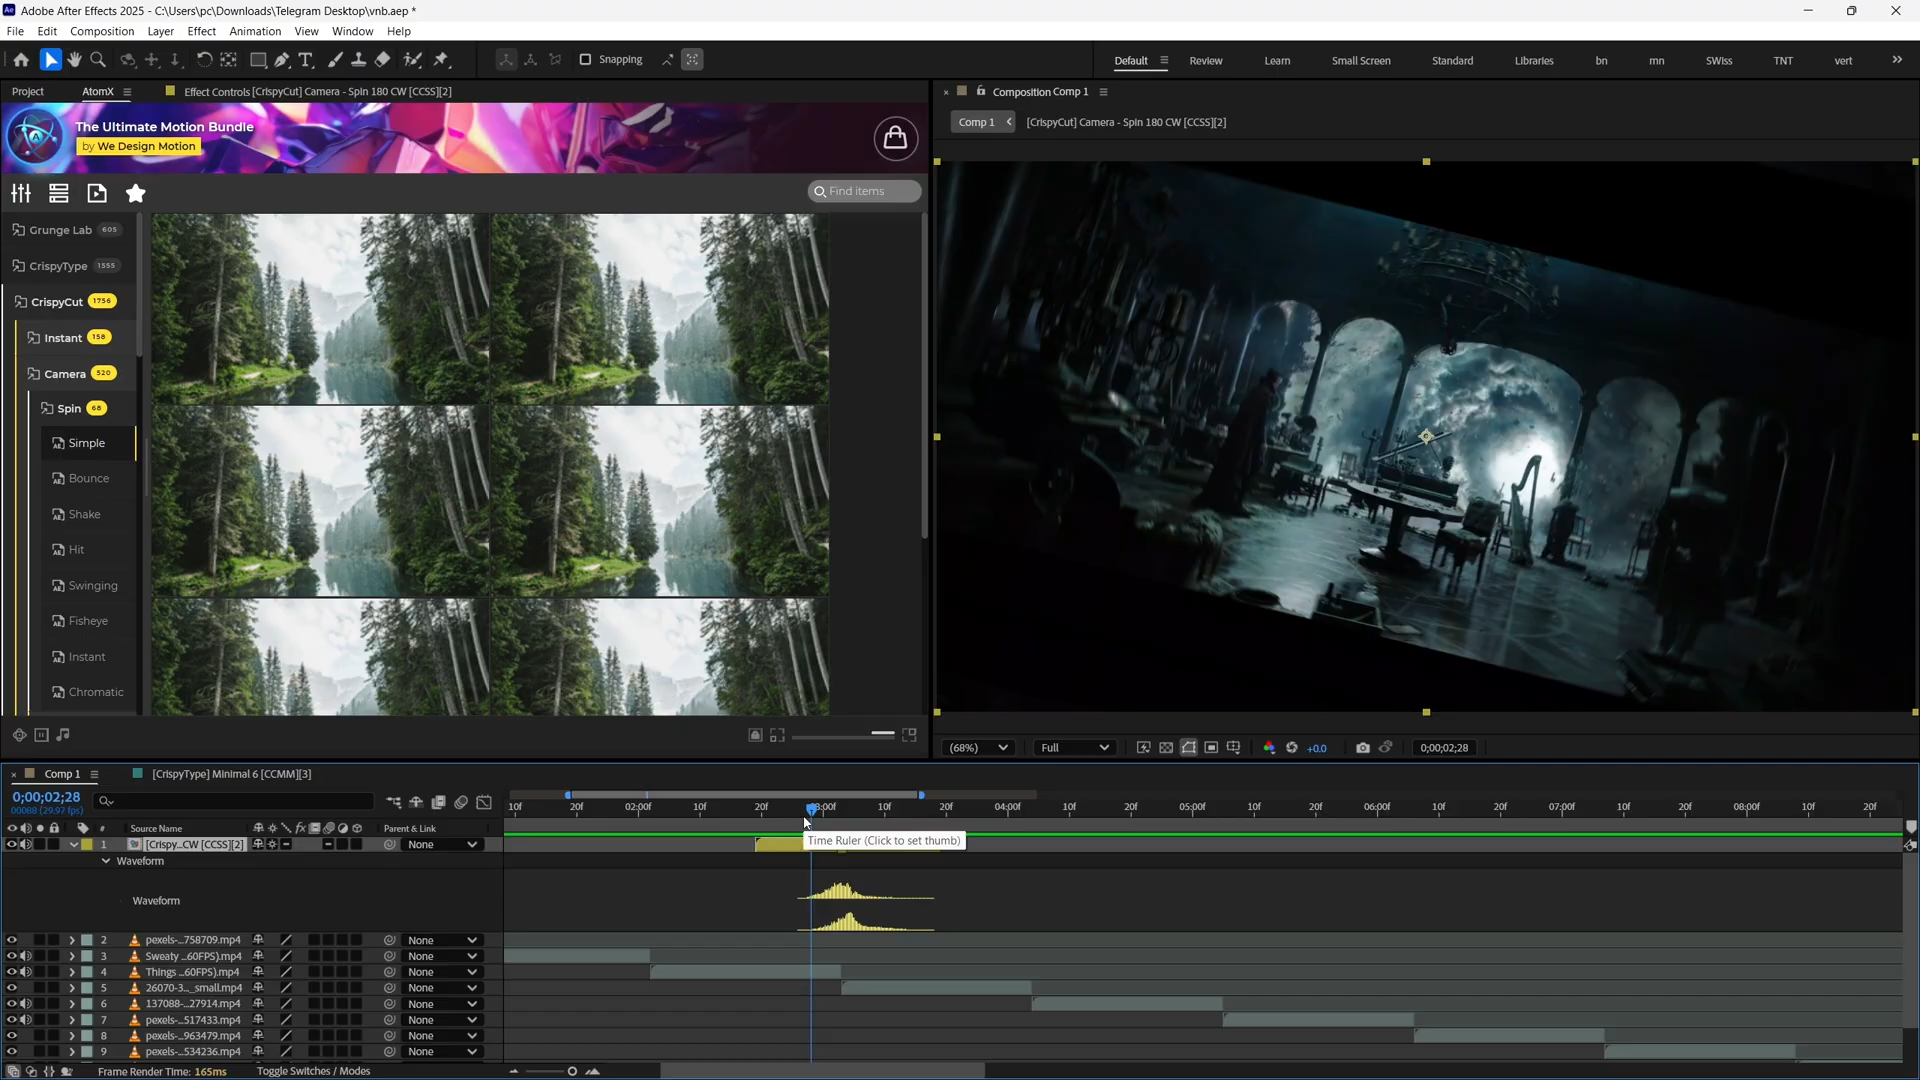 Adobe After Effects 2025 - C:\Users\pc\Downloads\Telegram Desktop\vnb.aep *
File Edit Composition Layer Effect Animation View Window Help
Snapping
Default Review Learn Small Screen Standard Libraries bn mn SWiss TNT vert
Project AtomX Effect Controls [CrispyCut] Camera - Spin 180 CW [CCSS][2]
Composition Comp 1
The Ultimate Motion Bundle
by We Design Motion
Comp 1 [CrispyCut] Camera - Spin 180 CW [CCSS][2]
Find items
Grunge Lab 605
CrispyType 1555
CrispyCut 1756
Instant 158
Camera 520
Spin 68
Simple
Bounce
Shake
Hit
Swinging
Fisheye
Instant
Chromatic
(68%) Full +0.0 0;00;02;28
Comp 1 [CrispyType] Minimal 6 [CCMM][3]
0;00;02;28
00088 (29.97 fps)
10f 20f 02:00f 10f 20f 03:00f 10f 20f 04:00f 10f 20f 05:00f 10f 20f 06:00f 10f 20f 07:00f 10f 20f 08:00f 10f 20f
# Source Name Parent & Link
1 [Crispy...CW [CCSS][2] None
Time Ruler (Click to set thumb)
Waveform
Waveform
2 pexels-...758709.mp4 None
3 Sweaty ...60FPS).mp4 None
4 Things ...60FPS).mp4 None
5 26070-3..._small.mp4 None
6 137088-...27914.mp4 None
7 pexels-...517433.mp4 None
8 pexels-...963479.mp4 None
9 pexels-...534236.mp4 None
Frame Render Time: 165ms Toggle Switches / Modes